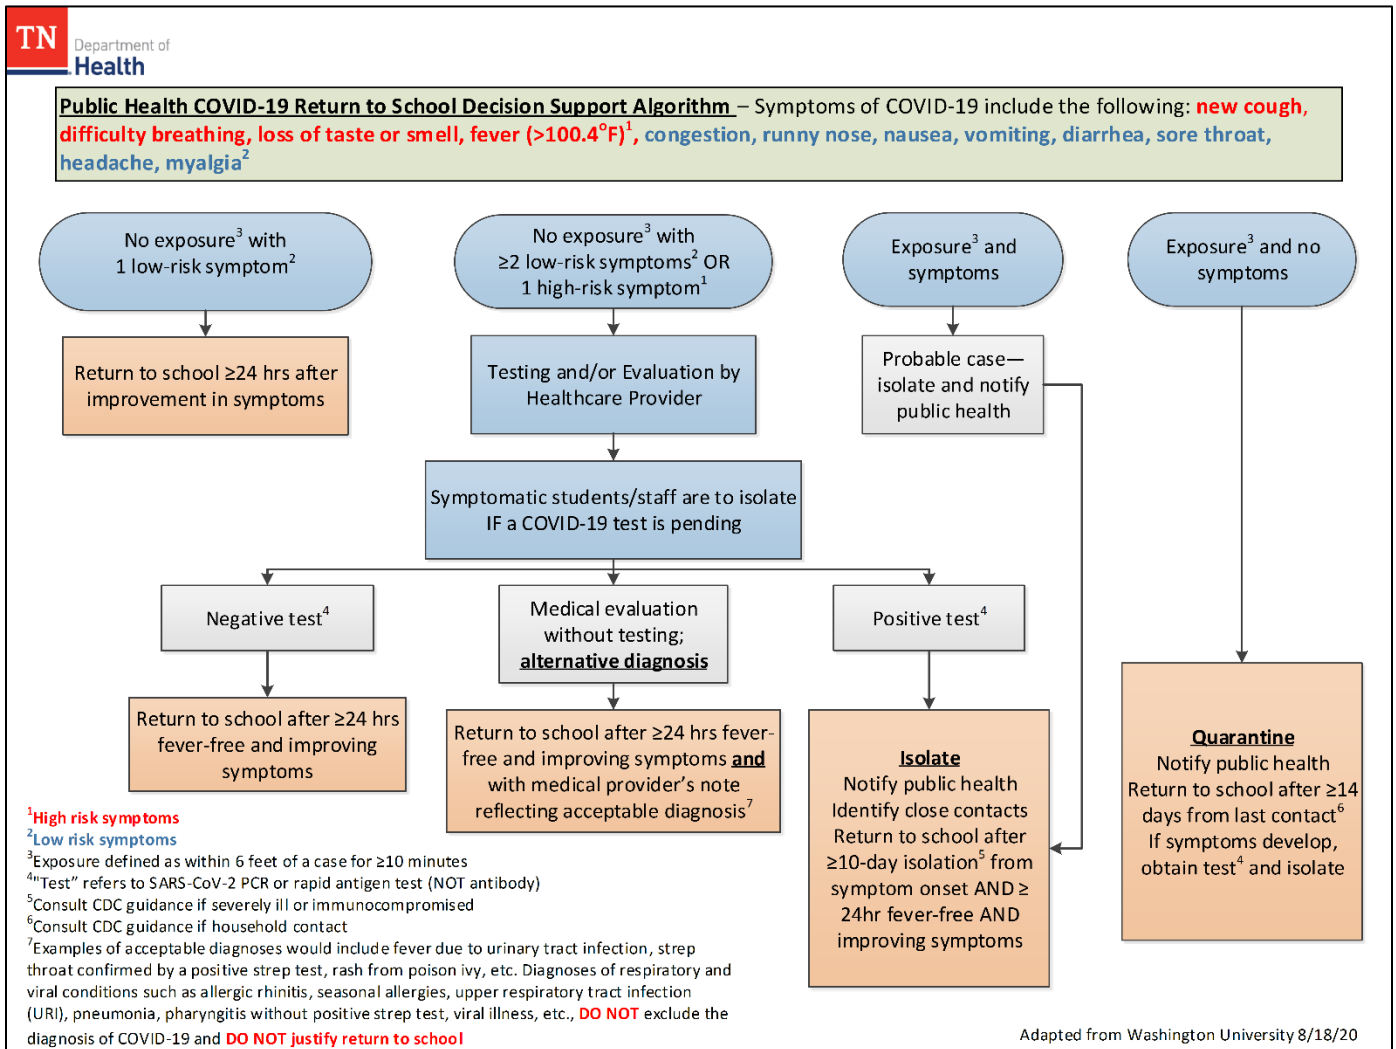 TN
Department of
Health
Public Health COVID-19 Return to School Decision Support Algorithm – Symptoms of COVID-19 include the following: new cough,
difficulty breathing, loss of taste or smell, fever (>100.4°F)¹, congestion, runny nose, nausea, vomiting, diarrhea, sore throat,
headache, myalgia²
No exposure³ with
1 low-risk symptom²
No exposure³ with
≥2 low-risk symptoms² OR
1 high-risk symptom¹
Exposure³ and
symptoms
Exposure³ and no
symptoms
Return to school ≥24 hrs after
improvement in symptoms
Testing and/or Evaluation by
Healthcare Provider
Probable case—
isolate and notify
public health
Symptomatic students/staff are to isolate
IF a COVID-19 test is pending
Negative test⁴
Medical evaluation
without testing;
alternative diagnosis
Positive test⁴
Return to school after ≥24 hrs
fever-free and improving
symptoms
Return to school after ≥24 hrs fever-
free and improving symptoms and
with medical provider's note
reflecting acceptable diagnosis⁷
Isolate
Notify public health
Identify close contacts
Return to school after
≥10-day isolation⁵ from
symptom onset AND ≥
24hr fever-free AND
improving symptoms
Quarantine
Notify public health
Return to school after ≥14
days from last contact⁶
If symptoms develop,
obtain test⁴ and isolate
¹High risk symptoms
²Low risk symptoms
³Exposure defined as within 6 feet of a case for ≥10 minutes
⁴"Test" refers to SARS-CoV-2 PCR or rapid antigen test (NOT antibody)
⁵Consult CDC guidance if severely ill or immunocompromised
⁶Consult CDC guidance if household contact
⁷Examples of acceptable diagnoses would include fever due to urinary tract infection, strep
throat confirmed by a positive strep test, rash from poison ivy, etc. Diagnoses of respiratory and
viral conditions such as allergic rhinitis, seasonal allergies, upper respiratory tract infection
(URI), pneumonia, pharyngitis without positive strep test, viral illness, etc., DO NOT exclude the
diagnosis of COVID-19 and DO NOT justify return to school
Adapted from Washington University 8/18/20